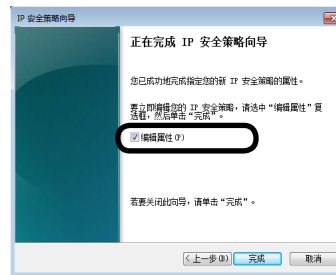 IP 安全策略向导
正在完成 IP 安全策略向导
您已成功地完成指定您的新 IP 安全策略的属性。
要立即编辑您的 IP 安全策略，请选中“编辑属性”复
选框，然后单击“完成”。
编辑属性(P)
若要关闭此向导，请单击“完成”。
< 上一步(B)
完成
取消